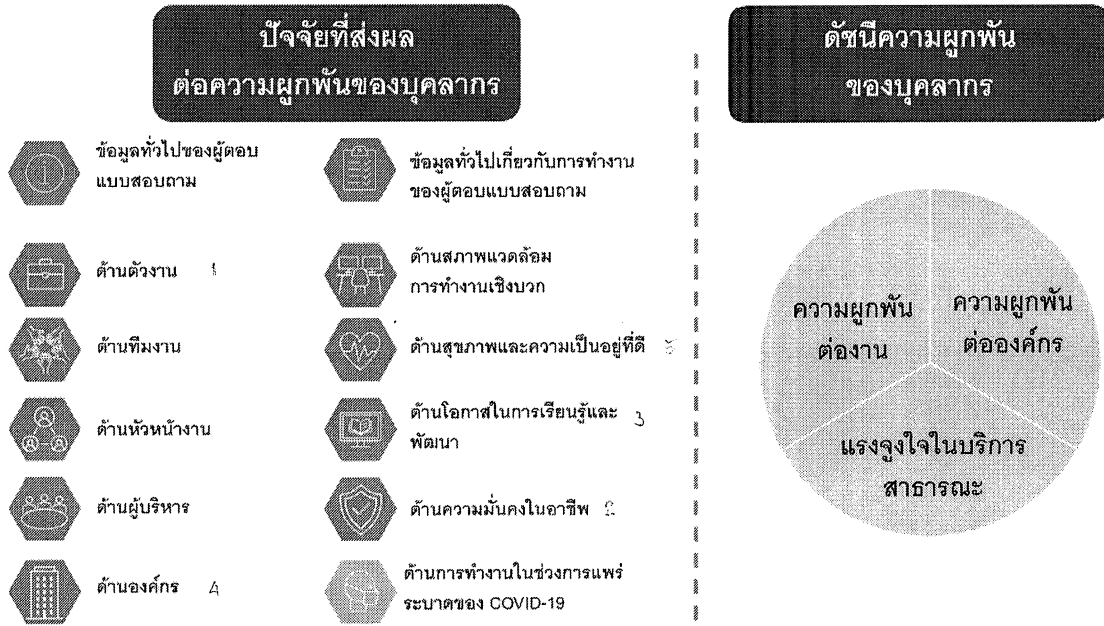 ปัจจัยที่ส่งผล
ต่อความผูกพันของบุคลากร
ข้อมูลทั่วไปของผู้ตอบ
แบบสอบถาม
ข้อมูลทั่วไปเกี่ยวกับการทำงาน
ของผู้ตอบแบบสอบถาม
ด้านตัวงาน 1
ด้านสภาพแวดล้อม
การทำงานเชิงบวก
ด้านทีมงาน
ด้านสุขภาพและความเป็นอยู่ที่ดี 5
ด้านหัวหน้างาน
ด้านโอกาสในการเรียนรู้และ
พัฒนา 3
ด้านผู้บริหาร
ด้านความมั่นคงในอาชีพ 2
ด้านองค์กร 4
ด้านการทำงานในช่วงการแพร่
ระบาดของ COVID-19
ดัชนีความผูกพัน
ของบุคลากร
ความผูกพัน
ต่องาน
ความผูกพัน
ต่อองค์กร
แรงจูงใจในบริการ
สาธารณะ